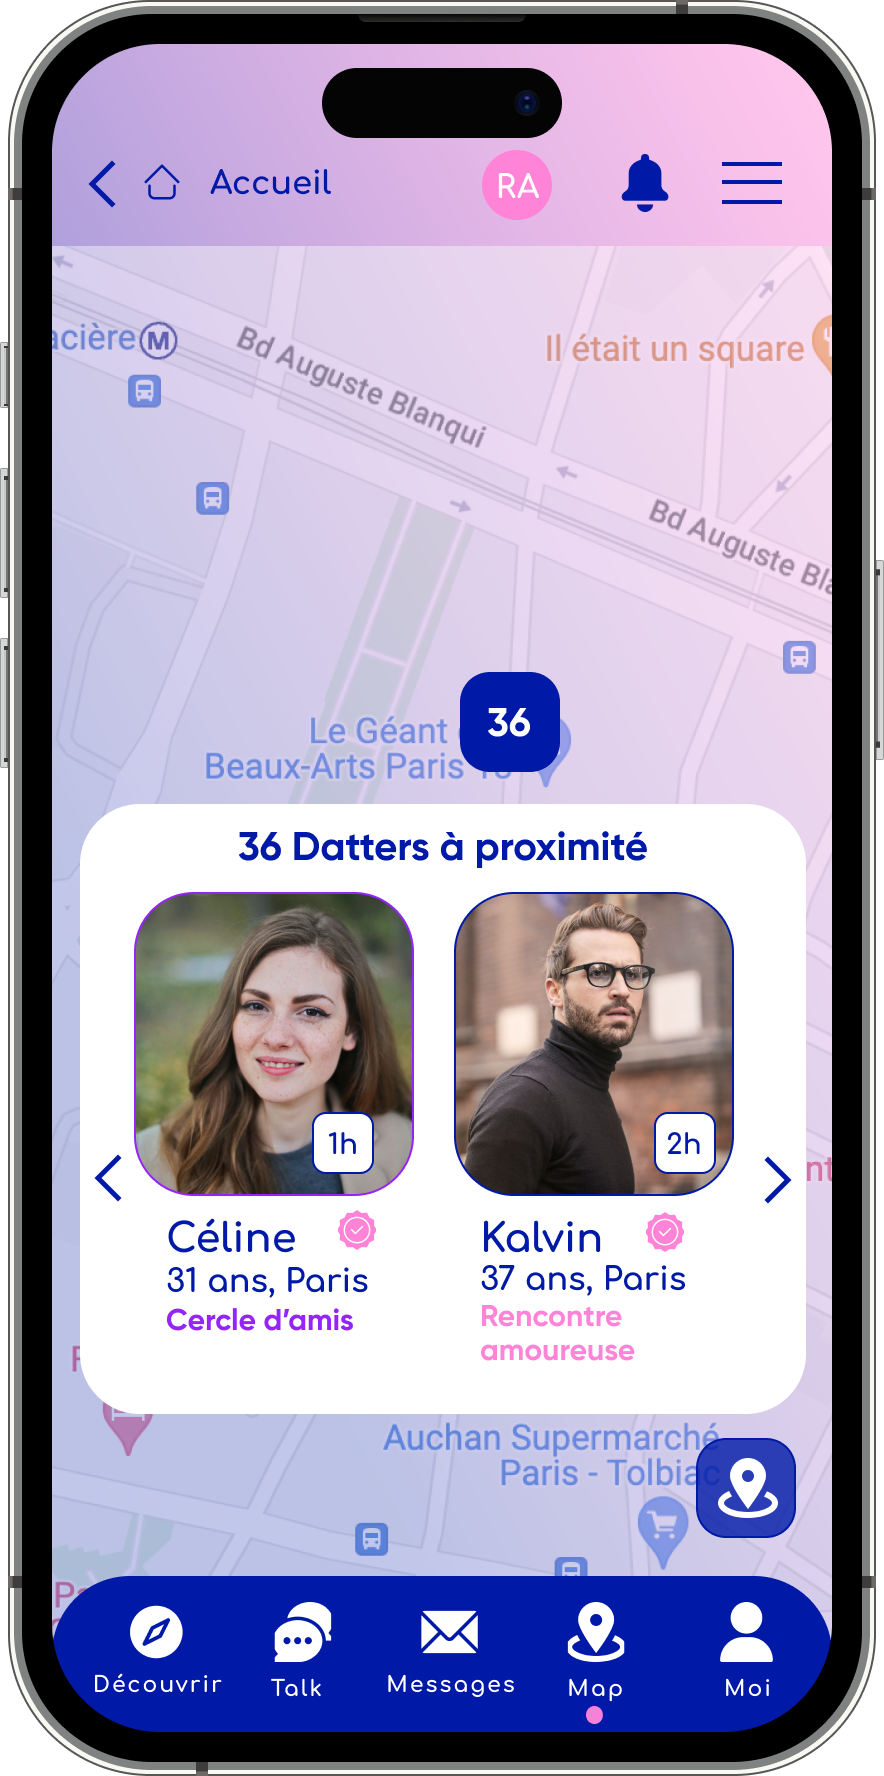 Accueil
RA
acière
M
Bd Auguste Blanqui
Il était un square
Bd Auguste Bla
Le Géant
Beaux-Arts Paris
36
36 Datters à proximité
1h
2h
Céline
31 ans, Paris
Cercle d’amis
Kalvin
37 ans, Paris
Rencontre
amoureuse
nt
Auchan Supermarché
Paris - Tolbiac
Découvrir
Talk
Messages
Map
Moi